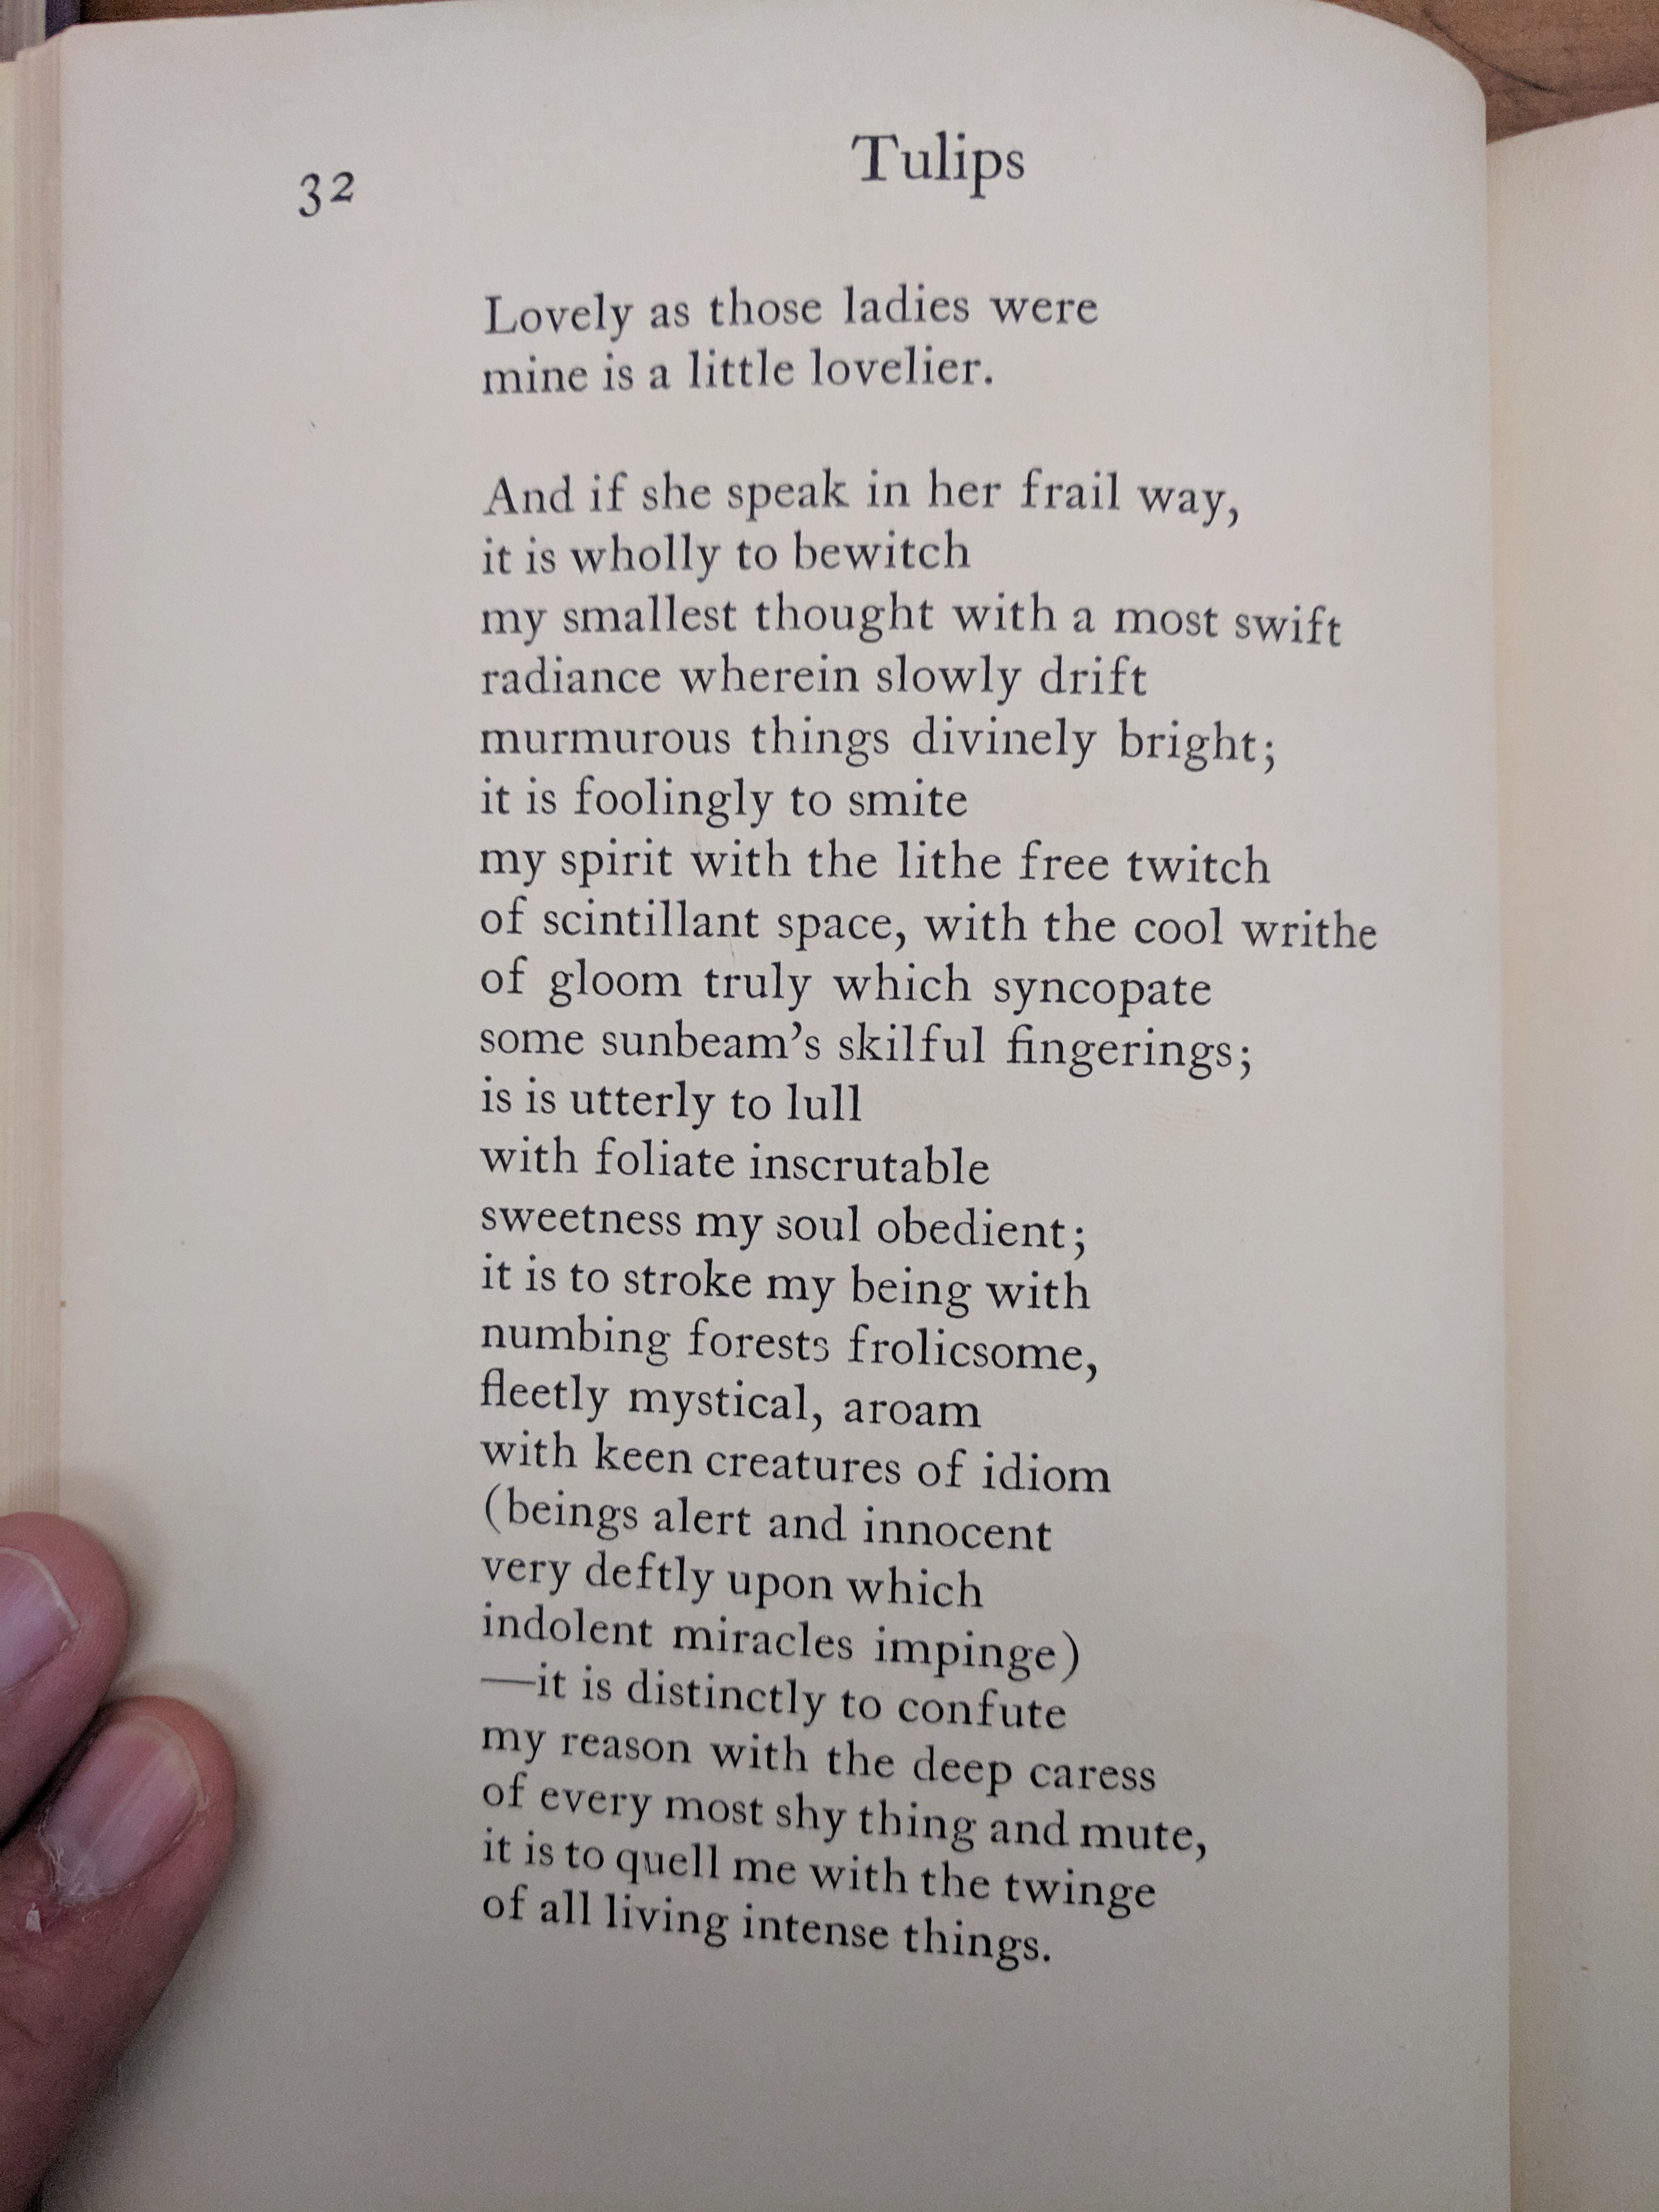 32
Tulips
Lovely as those ladies were
mine is a little lovelier.
And if she speak in her frail way,
it is wholly to bewitch
my smallest thought with a most swift
radiance wherein slowly drift
murmurous things divinely bright;
it is foolingly to smite
my spirit with the lithe free twitch
of scintillant space, with the cool writhe
of gloom truly which syncopate
some sunbeam’s skilful fingerings;
is is utterly to lull
with foliate inscrutable
sweetness my soul obedient;
it is to stroke my being with
numbing forests frolicsome,
fleetly mystical, aroam
with keen creatures of idiom
(beings alert and innocent
very deftly upon which
indolent miracles impinge)
—it is distinctly to confute
my reason with the deep caress
of every most shy thing and mute,
it is to quell me with the twinge
of all living intense things.